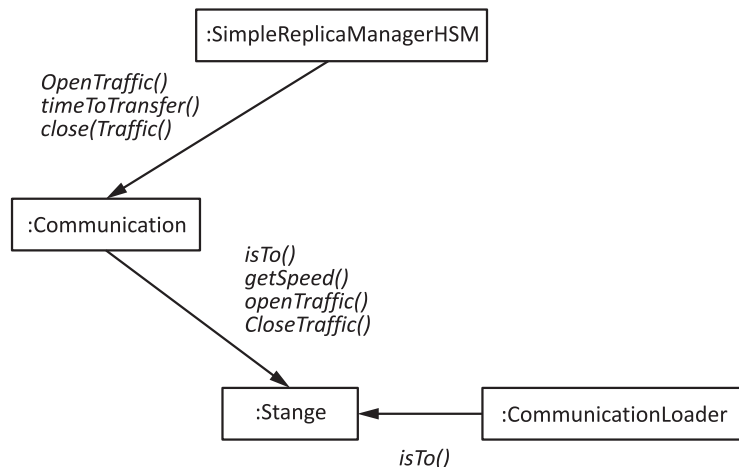 :SimpleReplicaManagerHSM
OpenTraffic()
timeToTransfer()
close(Traffic()
:Communication
isTo()
getSpeed()
openTraffic()
CloseTraffic()
:Stange
:CommunicationLoader
isTo()